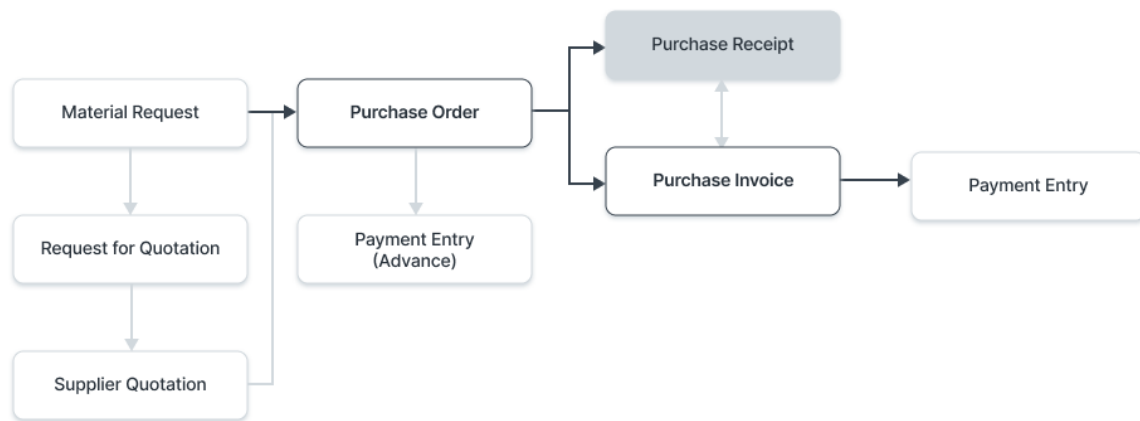 Purchase Receipt
Material Request
Purchase Order
Purchase Invoice
Payment Entry
Request for Quotation
Payment Entry
(Advance)
Supplier Quotation